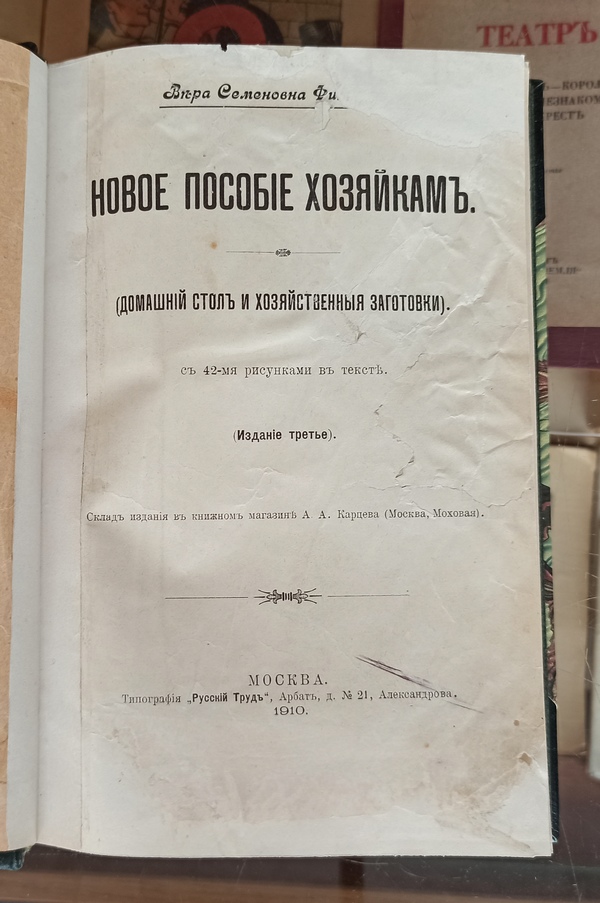 Вѣра Семеновна Фи.
НОВОЕ ПОСОБІЕ ХОЗЯЙКАМЪ.
(ДОМАШНІЙ СТОЛЪ И ХОЗЯЙСТВЕННЫЯ ЗАГОТОВКИ).
съ 42-мя рисунками въ текстѣ.
(Изданіе третье).
Складъ изданія въ книжномъ магазинѣ А. А. Карцева (Москва, Моховая).
МОСКВА.
Типографія „Русскій Трудъ“, Арбатъ, д. № 21, Александрова.
1910.
ТЕАТРЪ